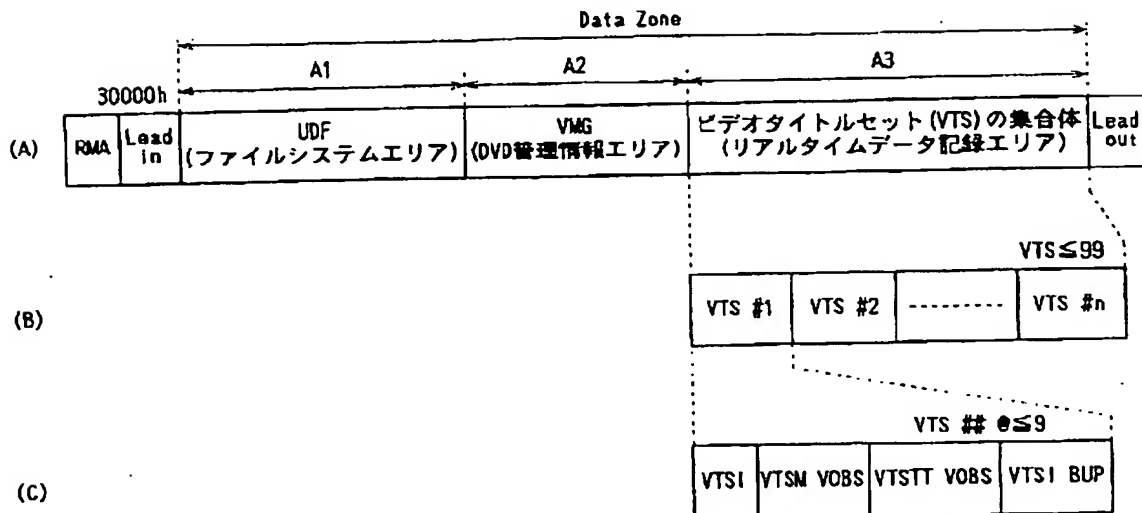 Data Zone
A1
A2
A3
30000h
(A)
RMA
Lead in
UDF
(ファイルシステムエリア)
VMG
(DVD管理情報エリア)
ビデオタイトルセット(VTS)の集合体
(リアルタイムデータ記録エリア)
Lead out
VTS≦99
(B)
VTS #1
VTS #2
VTS #n
VTS ## @≦9
(C)
VTSI
VTSM VOBS
VTSTT VOBS
VTSI BUP